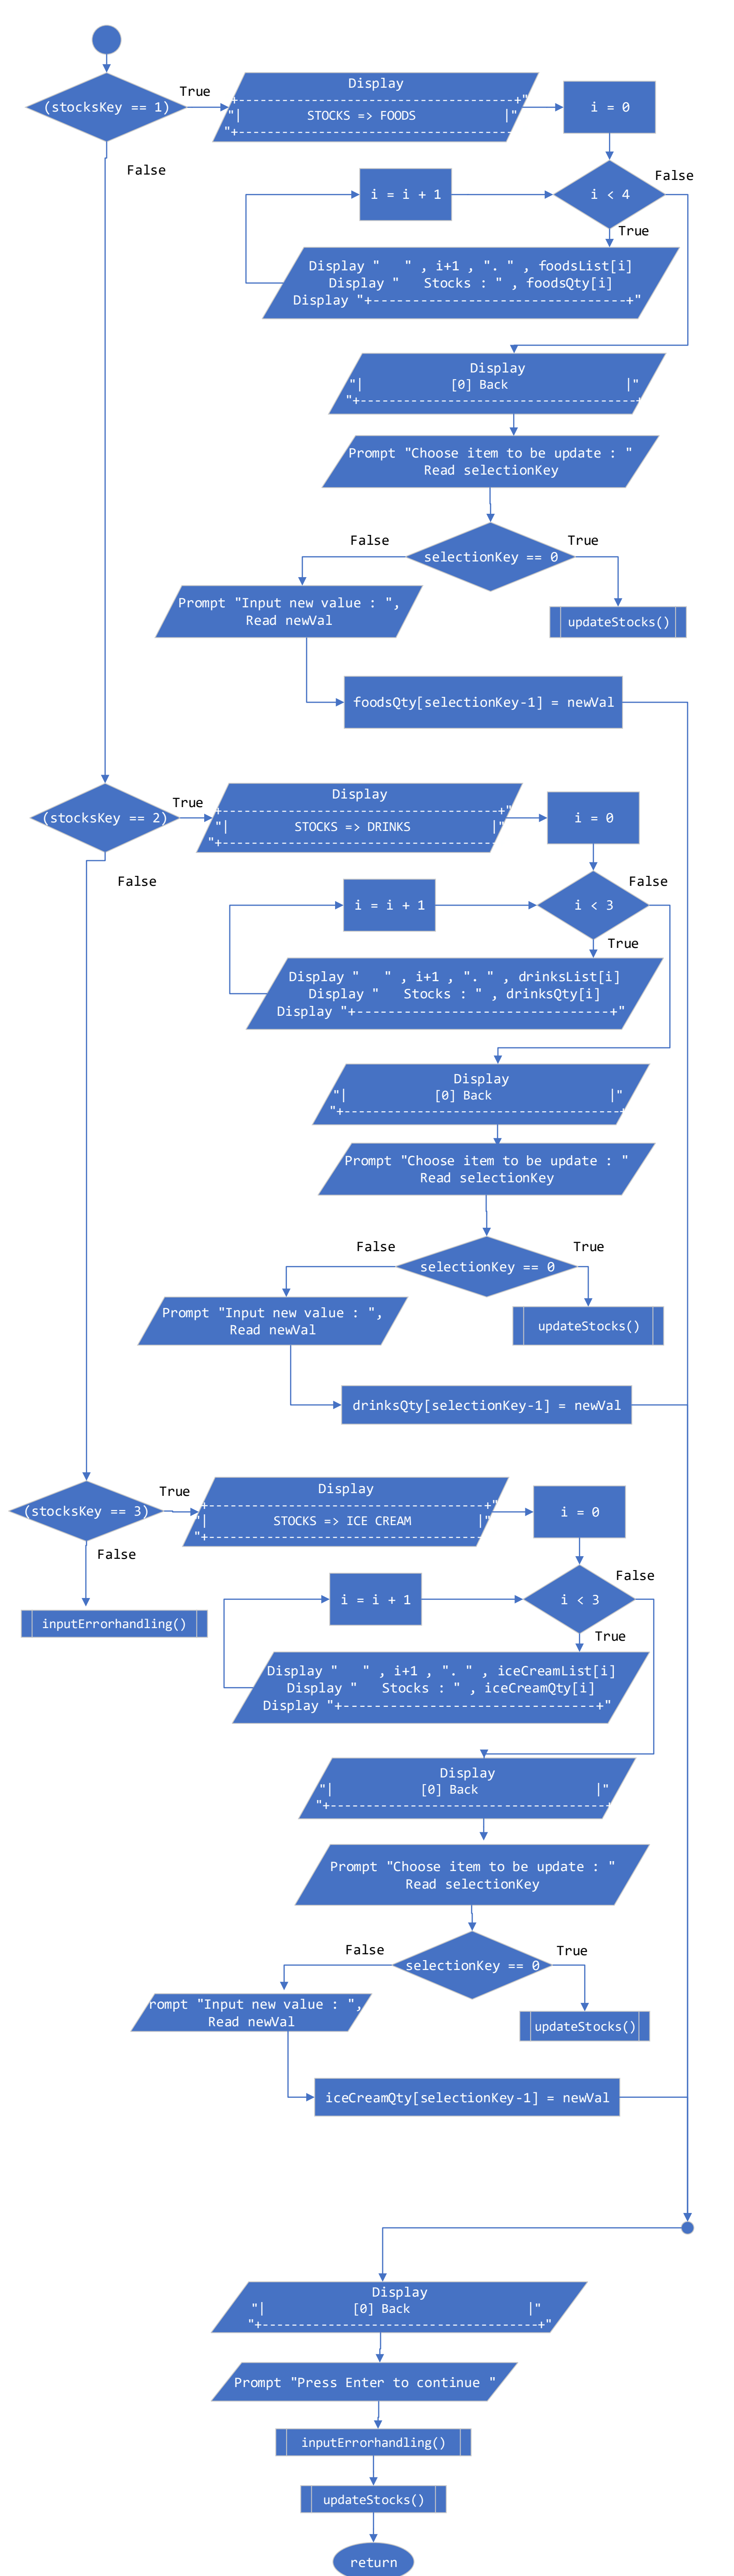 (stocksKey == 1)
True
False
Display
+------------------------------------+"
"|         STOCKS => FOODS            |"
"+------------------------------------
i = 0
i < 4
False
True
i = i + 1
Display "   " , i+1 , ". " , foodsList[i]
Display "   Stocks : " , foodsQty[i]
Display "+--------------------------------+"
Display
"|            [0] Back                |"
"+------------------------------------+
Prompt "Choose item to be update : "
Read selectionKey
selectionKey == 0
False
True
Prompt "Input new value : ",
Read newVal
updateStocks()
foodsQty[selectionKey-1] = newVal
(stocksKey == 2)
True
False
Display
+------------------------------------+"
"|         STOCKS => DRINKS           |"
"+------------------------------------
i = 0
i < 3
False
True
i = i + 1
Display "   " , i+1 , ". " , drinksList[i]
Display "   Stocks : " , drinksQty[i]
Display "+--------------------------------+"
Display
"|            [0] Back                |"
"+------------------------------------+
Prompt "Choose item to be update : "
Read selectionKey
selectionKey == 0
False
True
Prompt "Input new value : ",
Read newVal
updateStocks()
drinksQty[selectionKey-1] = newVal
(stocksKey == 3)
True
False
Display
+------------------------------------+"
"|         STOCKS => ICE CREAM        |"
"+------------------------------------
i = 0
i < 3
False
True
i = i + 1
inputErrorhandling()
Display "   " , i+1 , ". " , iceCreamList[i]
Display "   Stocks : " , iceCreamQty[i]
Display "+--------------------------------+"
Display
"|            [0] Back                |"
"+------------------------------------+
Prompt "Choose item to be update : "
Read selectionKey
selectionKey == 0
False
True
rompt "Input new value : ",
Read newVal
updateStocks()
iceCreamQty[selectionKey-1] = newVal
Display
"|            [0] Back                |"
"+------------------------------------+"
Prompt "Press Enter to continue "
inputErrorhandling()
updateStocks()
return